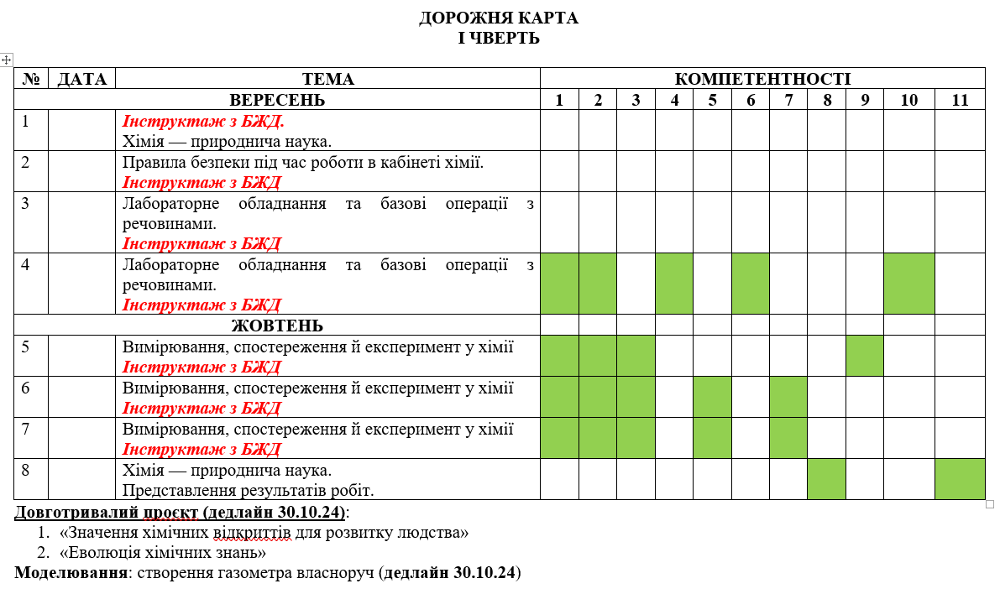 ДОРОЖНЯ КАРТА
І ЧВЕРТЬ
№ ДАТА ТЕМА КОМПЕТЕНТНОСТІ
ВЕРЕСЕНЬ 1 2 3 4 5 6 7 8 9 10 11
1 Інструктаж з БЖД.
Хімія — природнича наука.
2 Правила безпеки під час роботи в кабінеті хімії.
Інструктаж з БЖД
3 Лабораторне обладнання та базові операції з
речовинами.
Інструктаж з БЖД
4 Лабораторне обладнання та базові операції з
речовинами.
Інструктаж з БЖД
ЖОВТЕНЬ
5 Вимірювання, спостереження й експеримент у хімії
Інструктаж з БЖД
6 Вимірювання, спостереження й експеримент у хімії
Інструктаж з БЖД
7 Вимірювання, спостереження й експеримент у хімії
Інструктаж з БЖД
8 Хімія — природнича наука.
Представлення результатів робіт.
Довготривалий проєкт (дедлайн 30.10.24):
1. «Значення хімічних відкриттів для розвитку людства»
2. «Еволюція хімічних знань»
Моделювання: створення газометра власноруч (дедлайн 30.10.24)